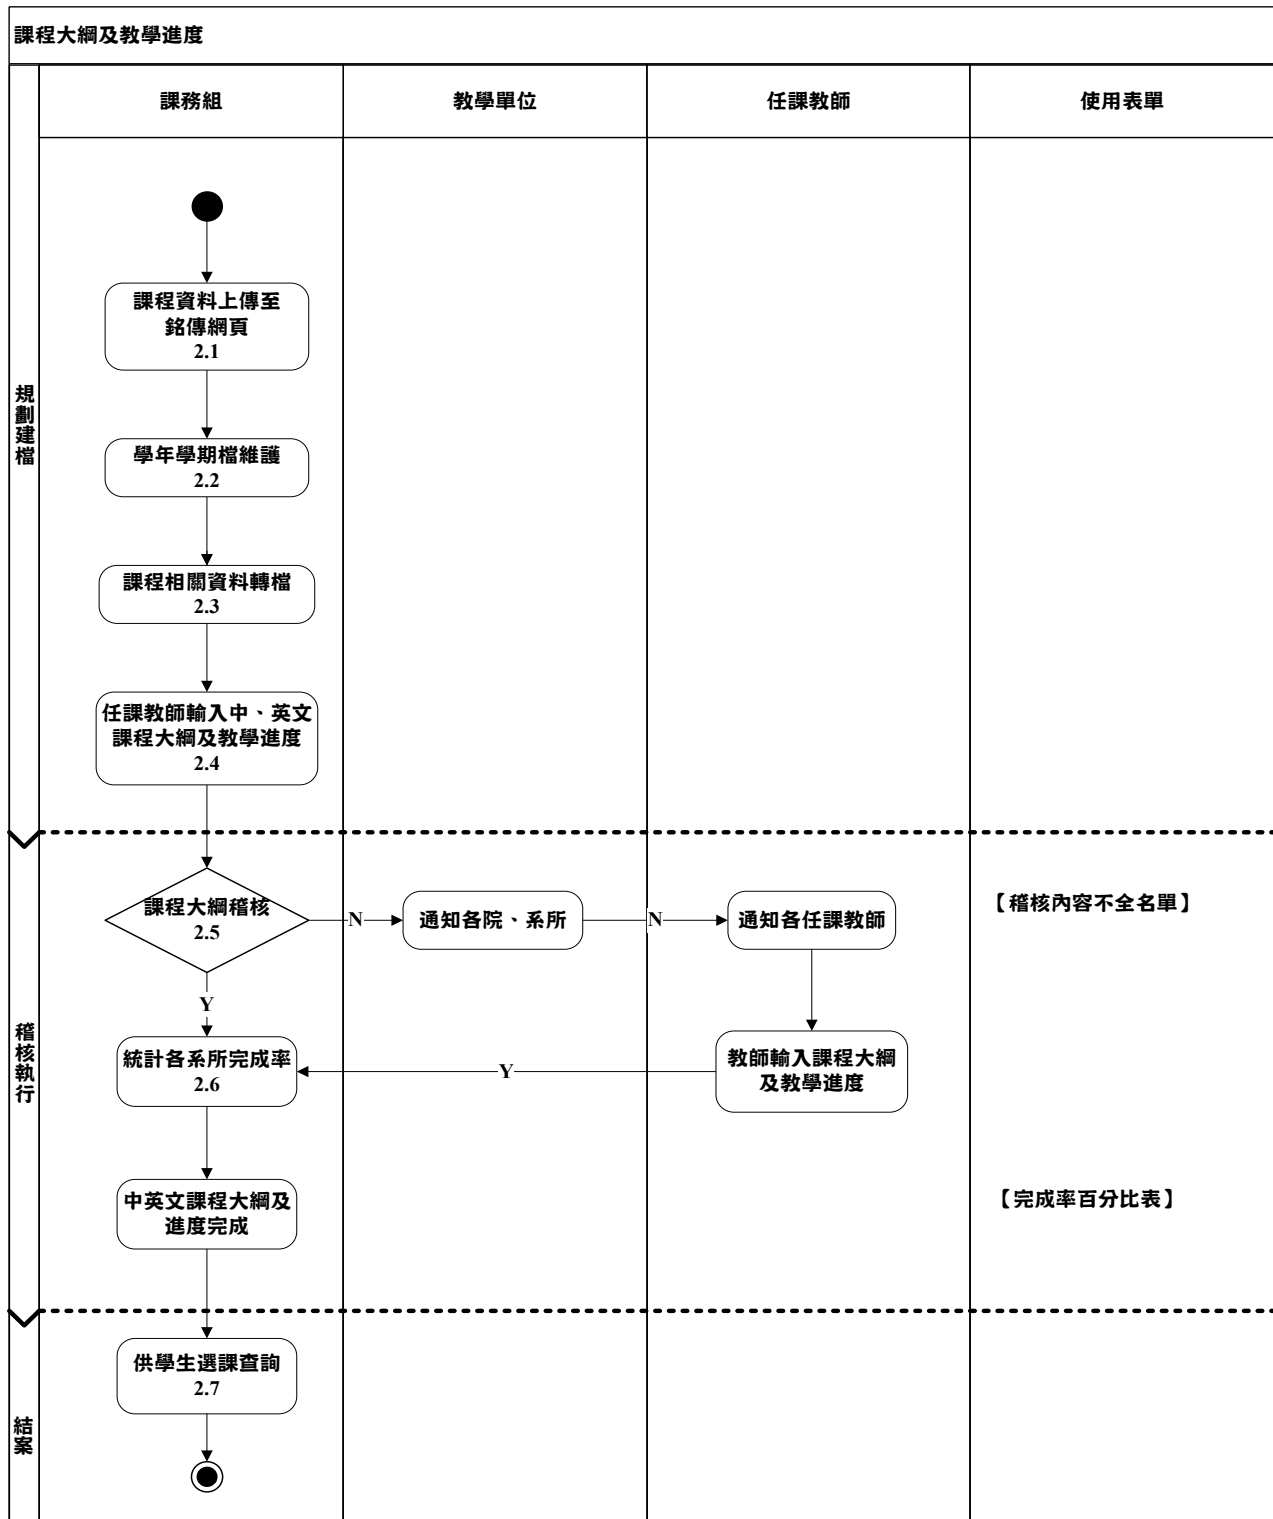 課程大綱及教學進度
課務組
教學單位
任課教師
使用表單
規劃建檔
課程資料上傳至
銘傳網頁
2.1
學年學期檔維護
2.2
課程相關資料轉檔
2.3
任課教師輸入中、英文
課程大綱及教學進度
2.4
稽核執行
課程大綱稽核
2.5
N
通知各院、系所
N
通知各任課教師
【稽核內容不全名單】
Y
統計各系所完成率
2.6
Y
教師輸入課程大綱
及教學進度
中英文課程大綱及
進度完成
【完成率百分比表】
結案
供學生選課查詢
2.7